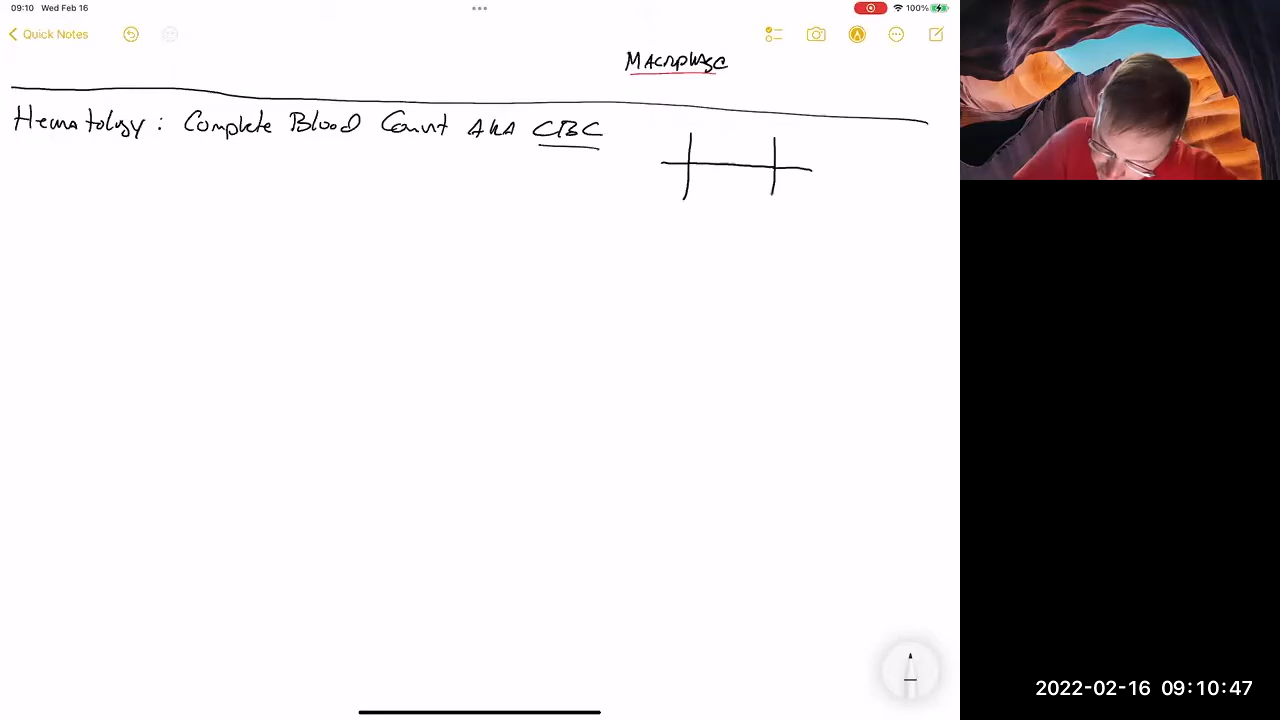 09:10 Wed Feb 16
100%
Quick Notes
Macrophage
Hematology: Complete Blood Count AKA CBC
2022-02-16 09:10:47